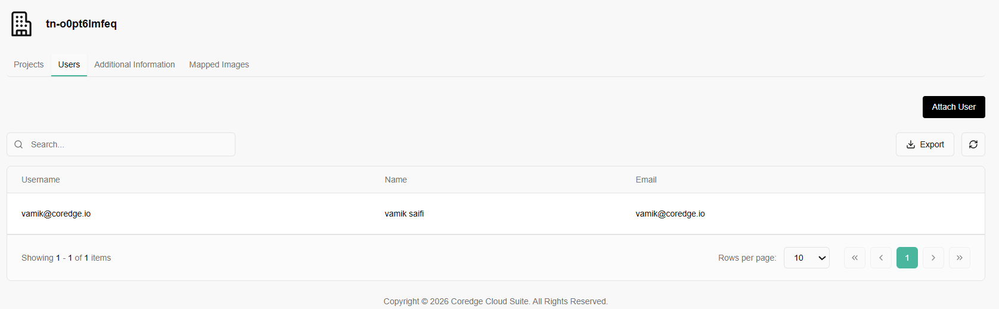 tn-o0pt6lmfeq
Projects Users Additional Information Mapped Images
Attach User
Search...
Export
Username Name Email
vamik@coredge.io vamik saifi vamik@coredge.io
Showing 1 - 1 of 1 items Rows per page: 10 « ‹ 1 › »
Copyright © 2026 Coredge Cloud Suite. All Rights Reserved.